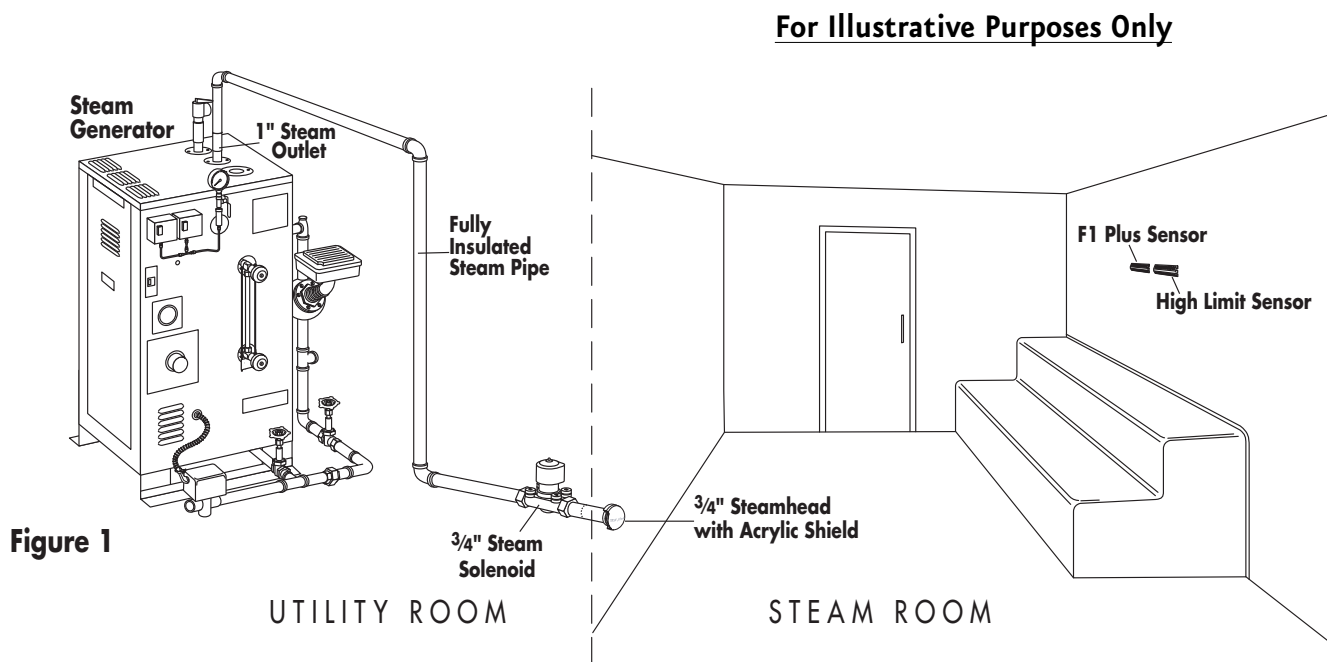 For Illustrative Purposes Only
Steam
Generator
1" Steam
Outlet
Fully
Insulated
Steam Pipe
F1 Plus Sensor
High Limit Sensor
3/4" Steamhead
with Acrylic Shield
3/4" Steam
Solenoid
Figure 1
UTILITY ROOM
STEAM ROOM